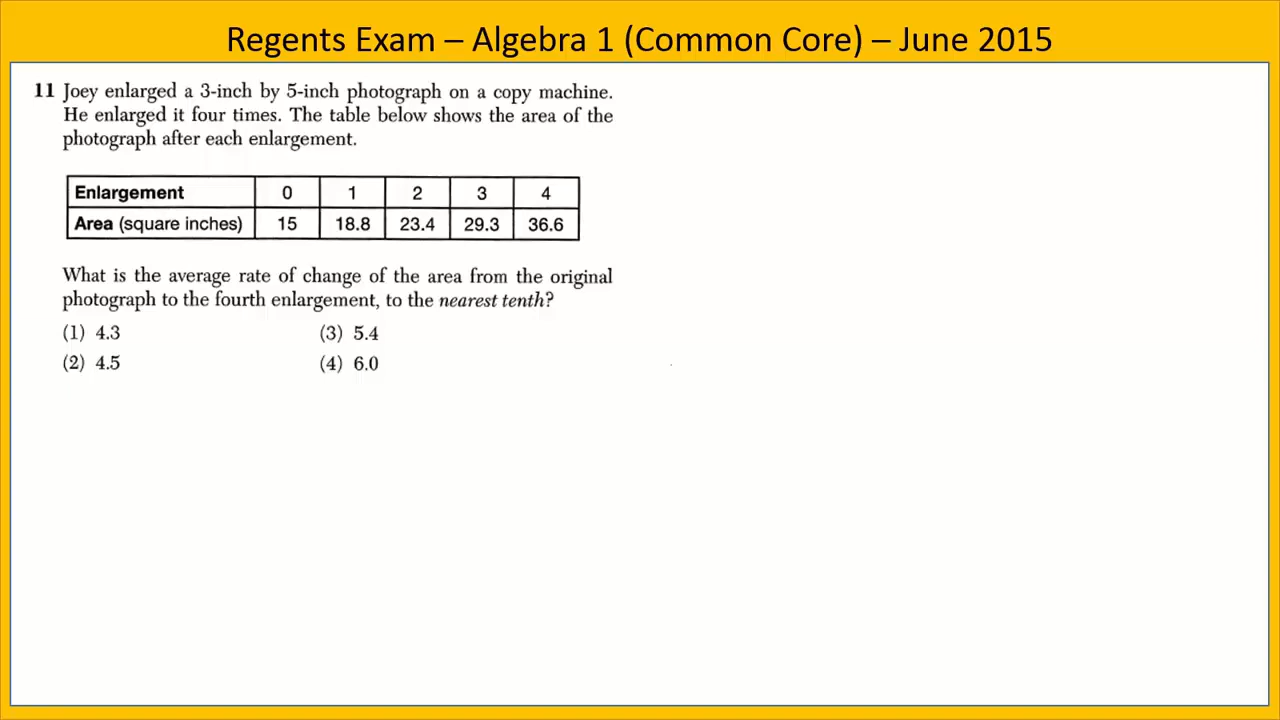 Regents Exam – Algebra 1 (Common Core) – June 2015
11 Joey enlarged a 3-inch by 5-inch photograph on a copy machine.
He enlarged it four times. The table below shows the area of the
photograph after each enlargement.
Enlargement 0 1 2 3 4
Area (square inches) 15 18.8 23.4 29.3 36.6
What is the average rate of change of the area from the original
photograph to the fourth enlargement, to the nearest tenth?
(1) 4.3 (3) 5.4
(2) 4.5 (4) 6.0